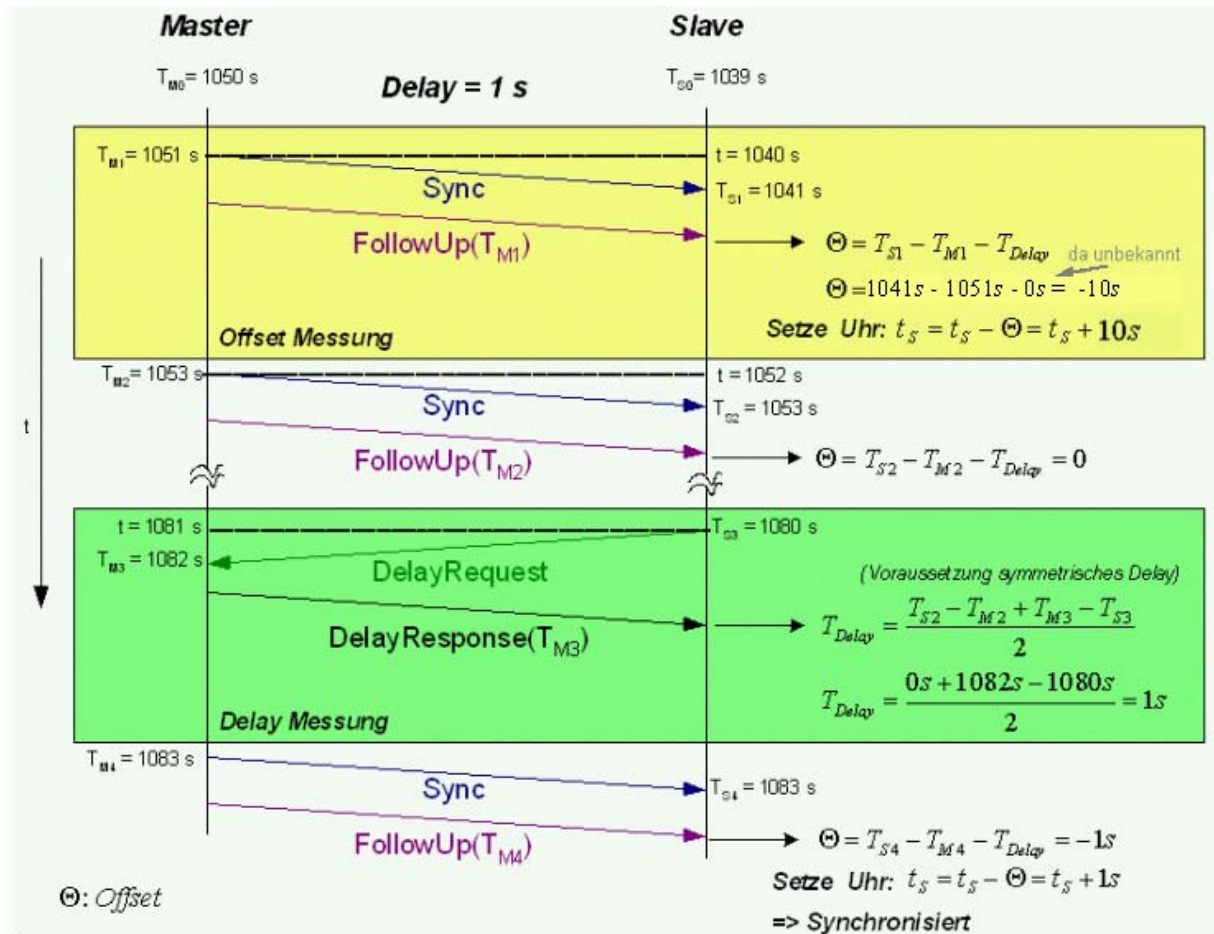 Master
Slave
T_M0 = 1050 s
Delay = 1 s
T_S0 = 1039 s
T_M1 = 1051 s
t = 1040 s
Sync
T_S1 = 1041 s
FollowUp(T_M1)
Θ = T_S1 − T_M1 − T_Delay
da unbekannt
Θ =1041s - 1051s - 0s = -10s
Offset Messung
Setze Uhr: t_S = t_S − Θ = t_S + 10s
T_M2 = 1053 s
t = 1052 s
Sync
T_S2 = 1053 s
t
FollowUp(T_M2)
Θ = T_S2 − T_M2 − T_Delay = 0
t = 1081 s
T_S3 = 1080 s
T_M3 = 1082 s
DelayRequest
(Voraussetzung symmetrisches Delay)
DelayResponse(T_M3)
T_Delay = (T_S2 − T_M2 + T_M3 − T_S3) / 2
T_Delay = (0s + 1082s − 1080s) / 2 = 1s
Delay Messung
T_M4 = 1083 s
Sync
T_S4 = 1083 s
FollowUp(T_M4)
Θ = T_S4 − T_M4 − T_Delay = −1s
Setze Uhr: t_S = t_S − Θ = t_S + 1s
Θ: Offset
=> Synchronisiert